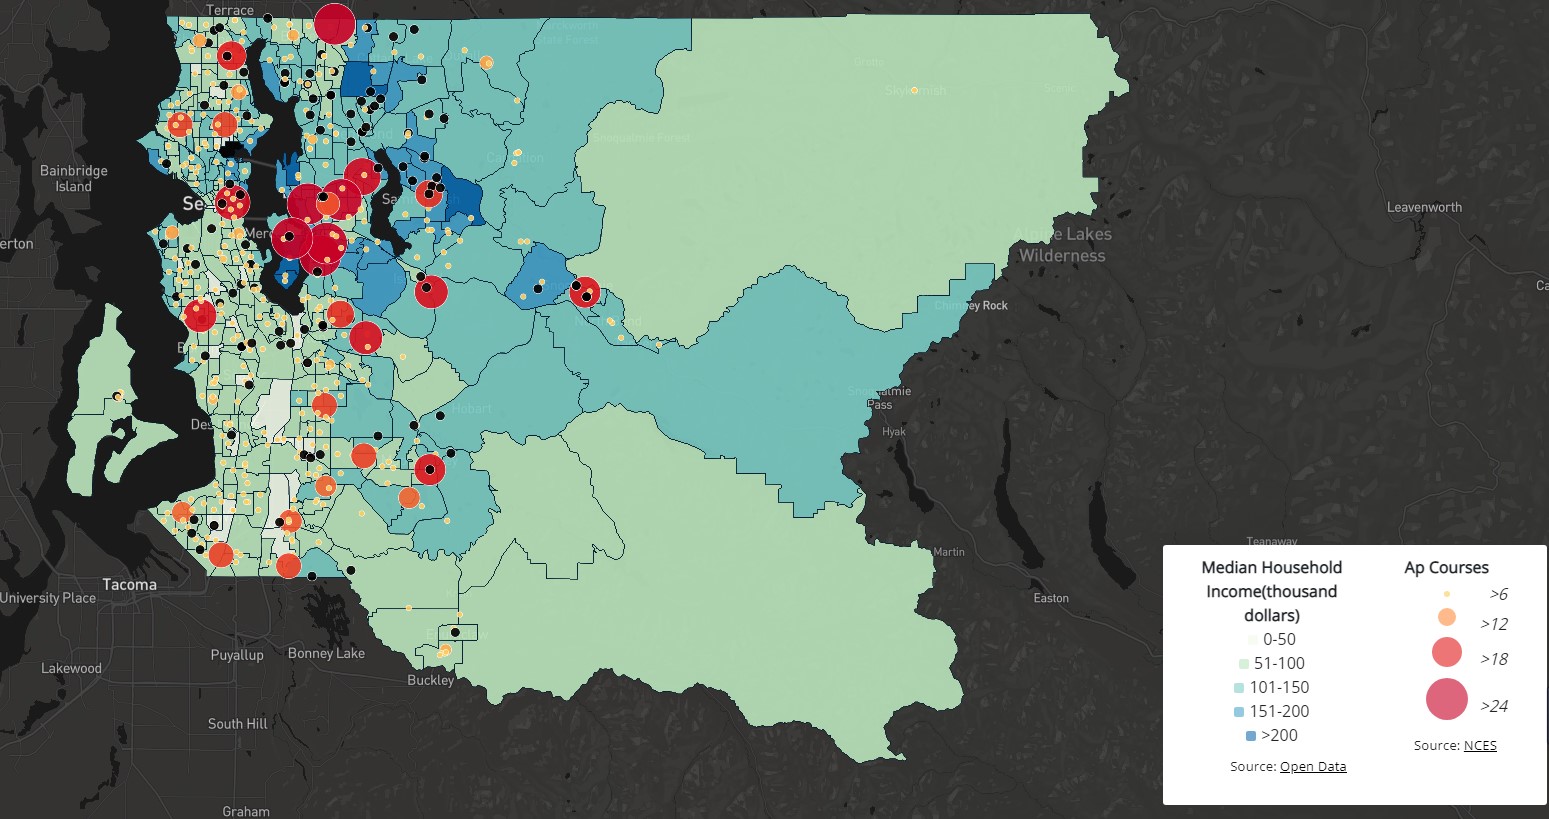 Terrace
Skykomish
Bainbridge
Island
Leavenworth
Se
Merc
erton
Alpine Lakes
Wilderness
Ca
Chimney Rock
Snoqualmie
Pass
Hobart
Des
Hyak
Teanaway
Martin
Easton
Tacoma
University Place
Puyallup
Bonney Lake
Lakewood
Buckley
South Hill
Graham
Median Household
Income(thousand
dollars)
0-50
51-100
101-150
151-200
>200
Source: Open Data
Ap Courses
>6
>12
>18
>24
Source: NCES